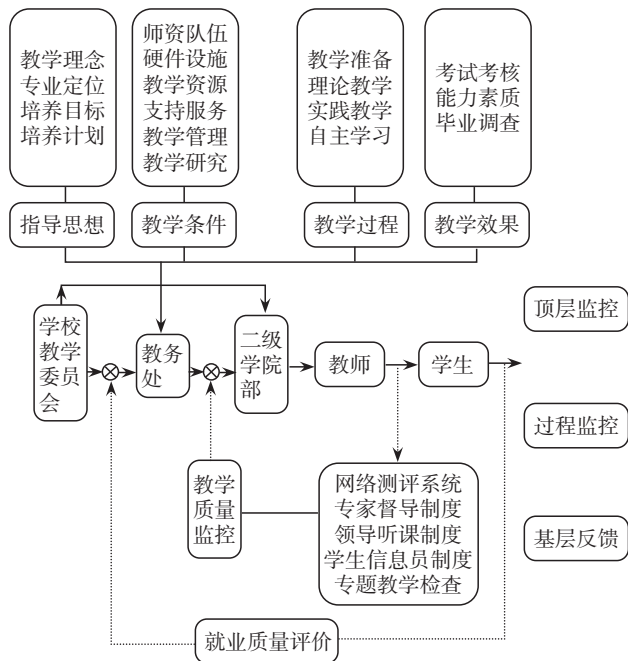 教学理念
专业定位
培养目标
培养计划
师资队伍
硬件设施
教学资源
支持服务
教学管理
教学研究
教学准备
理论教学
实践教学
自主学习
考试考核
能力素质
毕业调查
指导思想
教学条件
教学过程
教学效果
学校
教学
委员
会
教务
处
二级
学院
部
教师
学生
顶层监控
过程监控
基层反馈
教学
质量
监控
网络测评系统
专家督导制度
领导听课制度
学生信息员制度
专题教学检查
就业质量评价